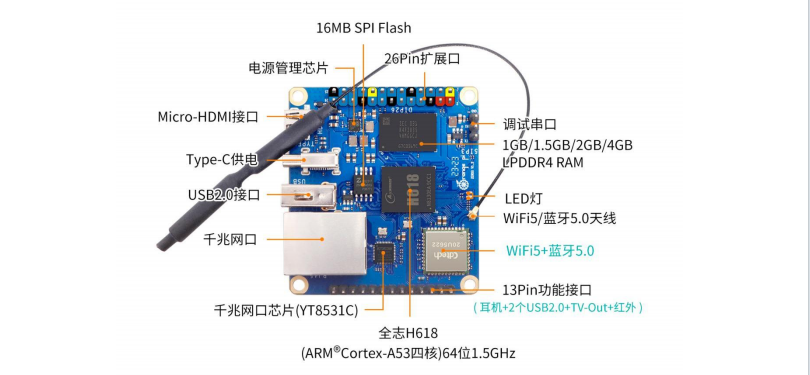 16MB SPI Flash
26Pin扩展口
电源管理芯片
Micro-HDMI接口
调试串口
1GB/1.5GB/2GB/4GB
LPDDR4 RAM
Type-C供电
USB2.0接口
LED灯
WiFi5/蓝牙5.0天线
千兆网口
WiFi5+蓝牙5.0
13Pin功能接口
(耳机+2个USB2.0+TV-Out+红外)
千兆网口芯片(YT8531C)
全志H618
(ARM®Cortex-A53四核)64位1.5GHz
H618
Cdtech
20U5622
USB